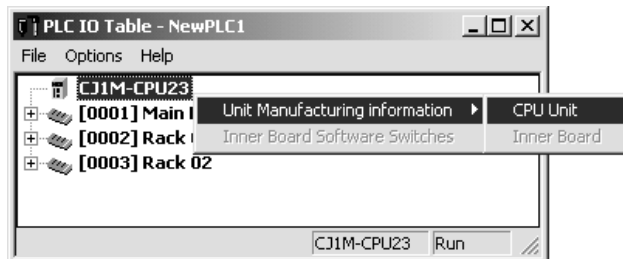 PLC IO Table - NewPLC1
File Options Help
CJ1M-CPU23
[0001] Main
Unit Manufacturing information
CPU Unit
[0002] Rack
Inner Board Software Switches
Inner Board
[0003] Rack 02
CJ1M-CPU23 Run